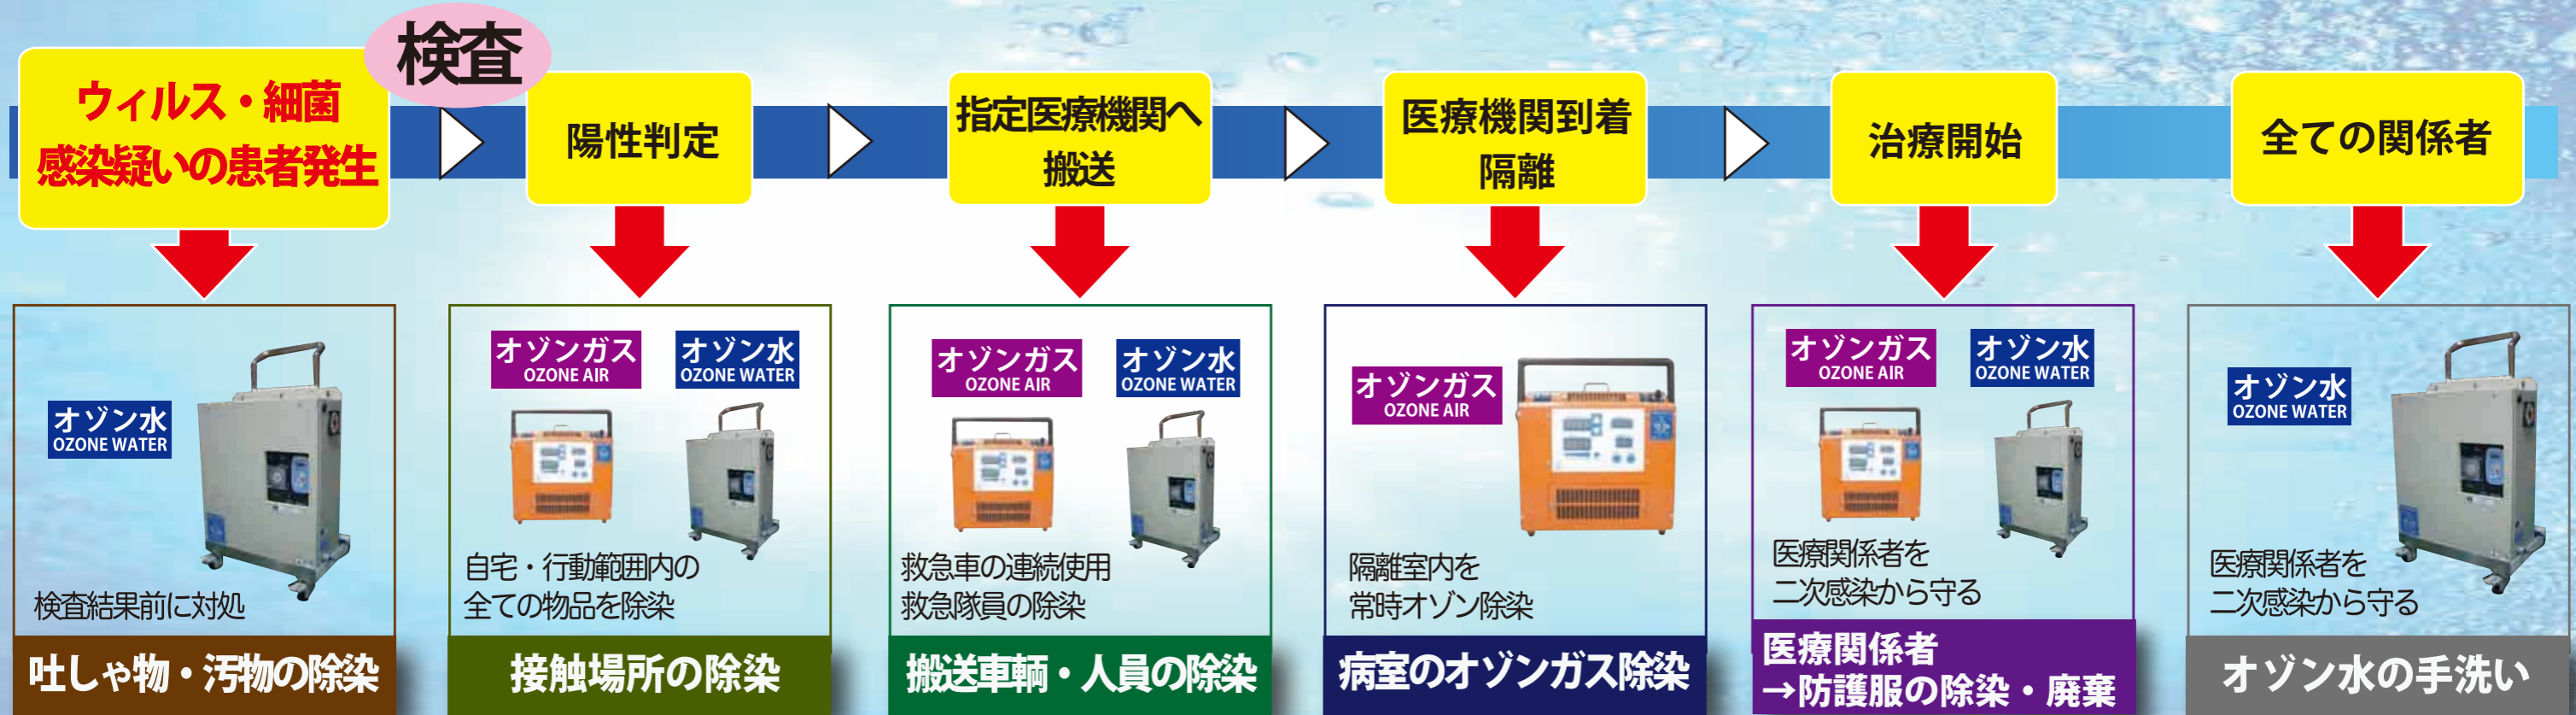 検査
ウィルス・細菌
感染疑いの患者発生
陽性判定
指定医療機関へ
搬送
医療機関到着
隔離
治療開始
全ての関係者
オゾン水
OZONE WATER
検査結果前に対処
吐しゃ物・汚物の除染
オゾンガス
OZONE AIR
オゾン水
OZONE WATER
自宅・行動範囲内の
全ての物品を除染
接触場所の除染
オゾンガス
OZONE AIR
オゾン水
OZONE WATER
救急車の連続使用
救急隊員の除染
搬送車輌・人員の除染
オゾンガス
OZONE AIR
隔離室内を
常時オゾン除染
病室のオゾンガス除染
オゾンガス
OZONE AIR
オゾン水
OZONE WATER
医療関係者を
二次感染から守る
医療関係者
→防護服の除染・廃棄
オゾン水
OZONE WATER
医療関係者を
二次感染から守る
オゾン水の手洗い